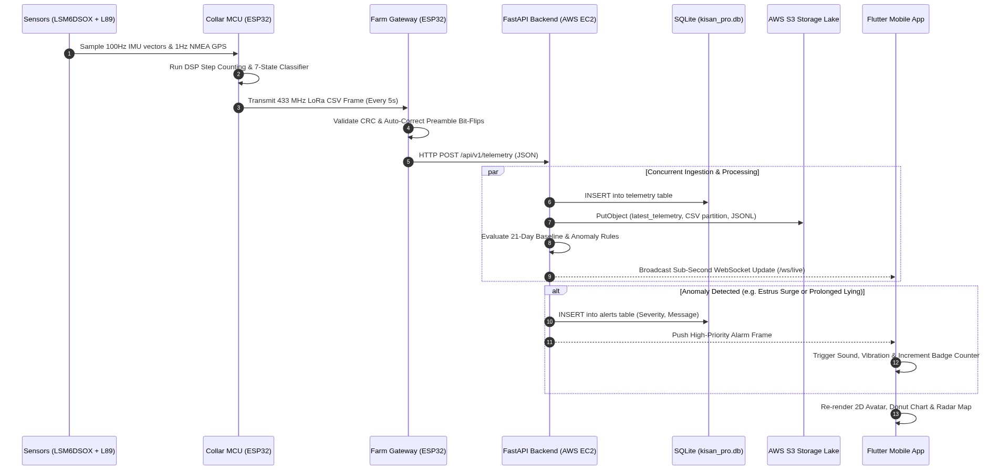 Sensors (LSM6DSOX + L89)
Collar MCU (ESP32)
Farm Gateway (ESP32)
FastAPI Backend (AWS EC2)
SQLite (kisan_pro.db)
AWS S3 Storage Lake
Flutter Mobile App
1
Sample 100Hz IMU vectors & 1Hz NMEA GPS
Run DSP Step Counting & 7-State Classifier
2
Transmit 433 MHz LoRa CSV Frame (Every 5s)
3
Validate CRC & Auto-Correct Preamble Bit-Flips
4
HTTP POST /api/v1/telemetry (JSON)
5
par
[Concurrent Ingestion & Processing]
INSERT into telemetry table
6
PutObject (latest_telemetry, CSV partition, JSONL)
7
Evaluate 21-Day Baseline & Anomaly Rules
8
Broadcast Sub-Second WebSocket Update (/ws/live)
9
alt
[Anomaly Detected (e.g. Estrus Surge or Prolonged Lying)]
INSERT into alerts table (Severity, Message)
10
Push High-Priority Alarm Frame
11
Trigger Sound, Vibration & Increment Badge Counter
12
Re-render 2D Avatar, Donut Chart & Radar Map
13
Sensors (LSM6DSOX + L89)
Collar MCU (ESP32)
Farm Gateway (ESP32)
FastAPI Backend (AWS EC2)
SQLite (kisan_pro.db)
AWS S3 Storage Lake
Flutter Mobile App